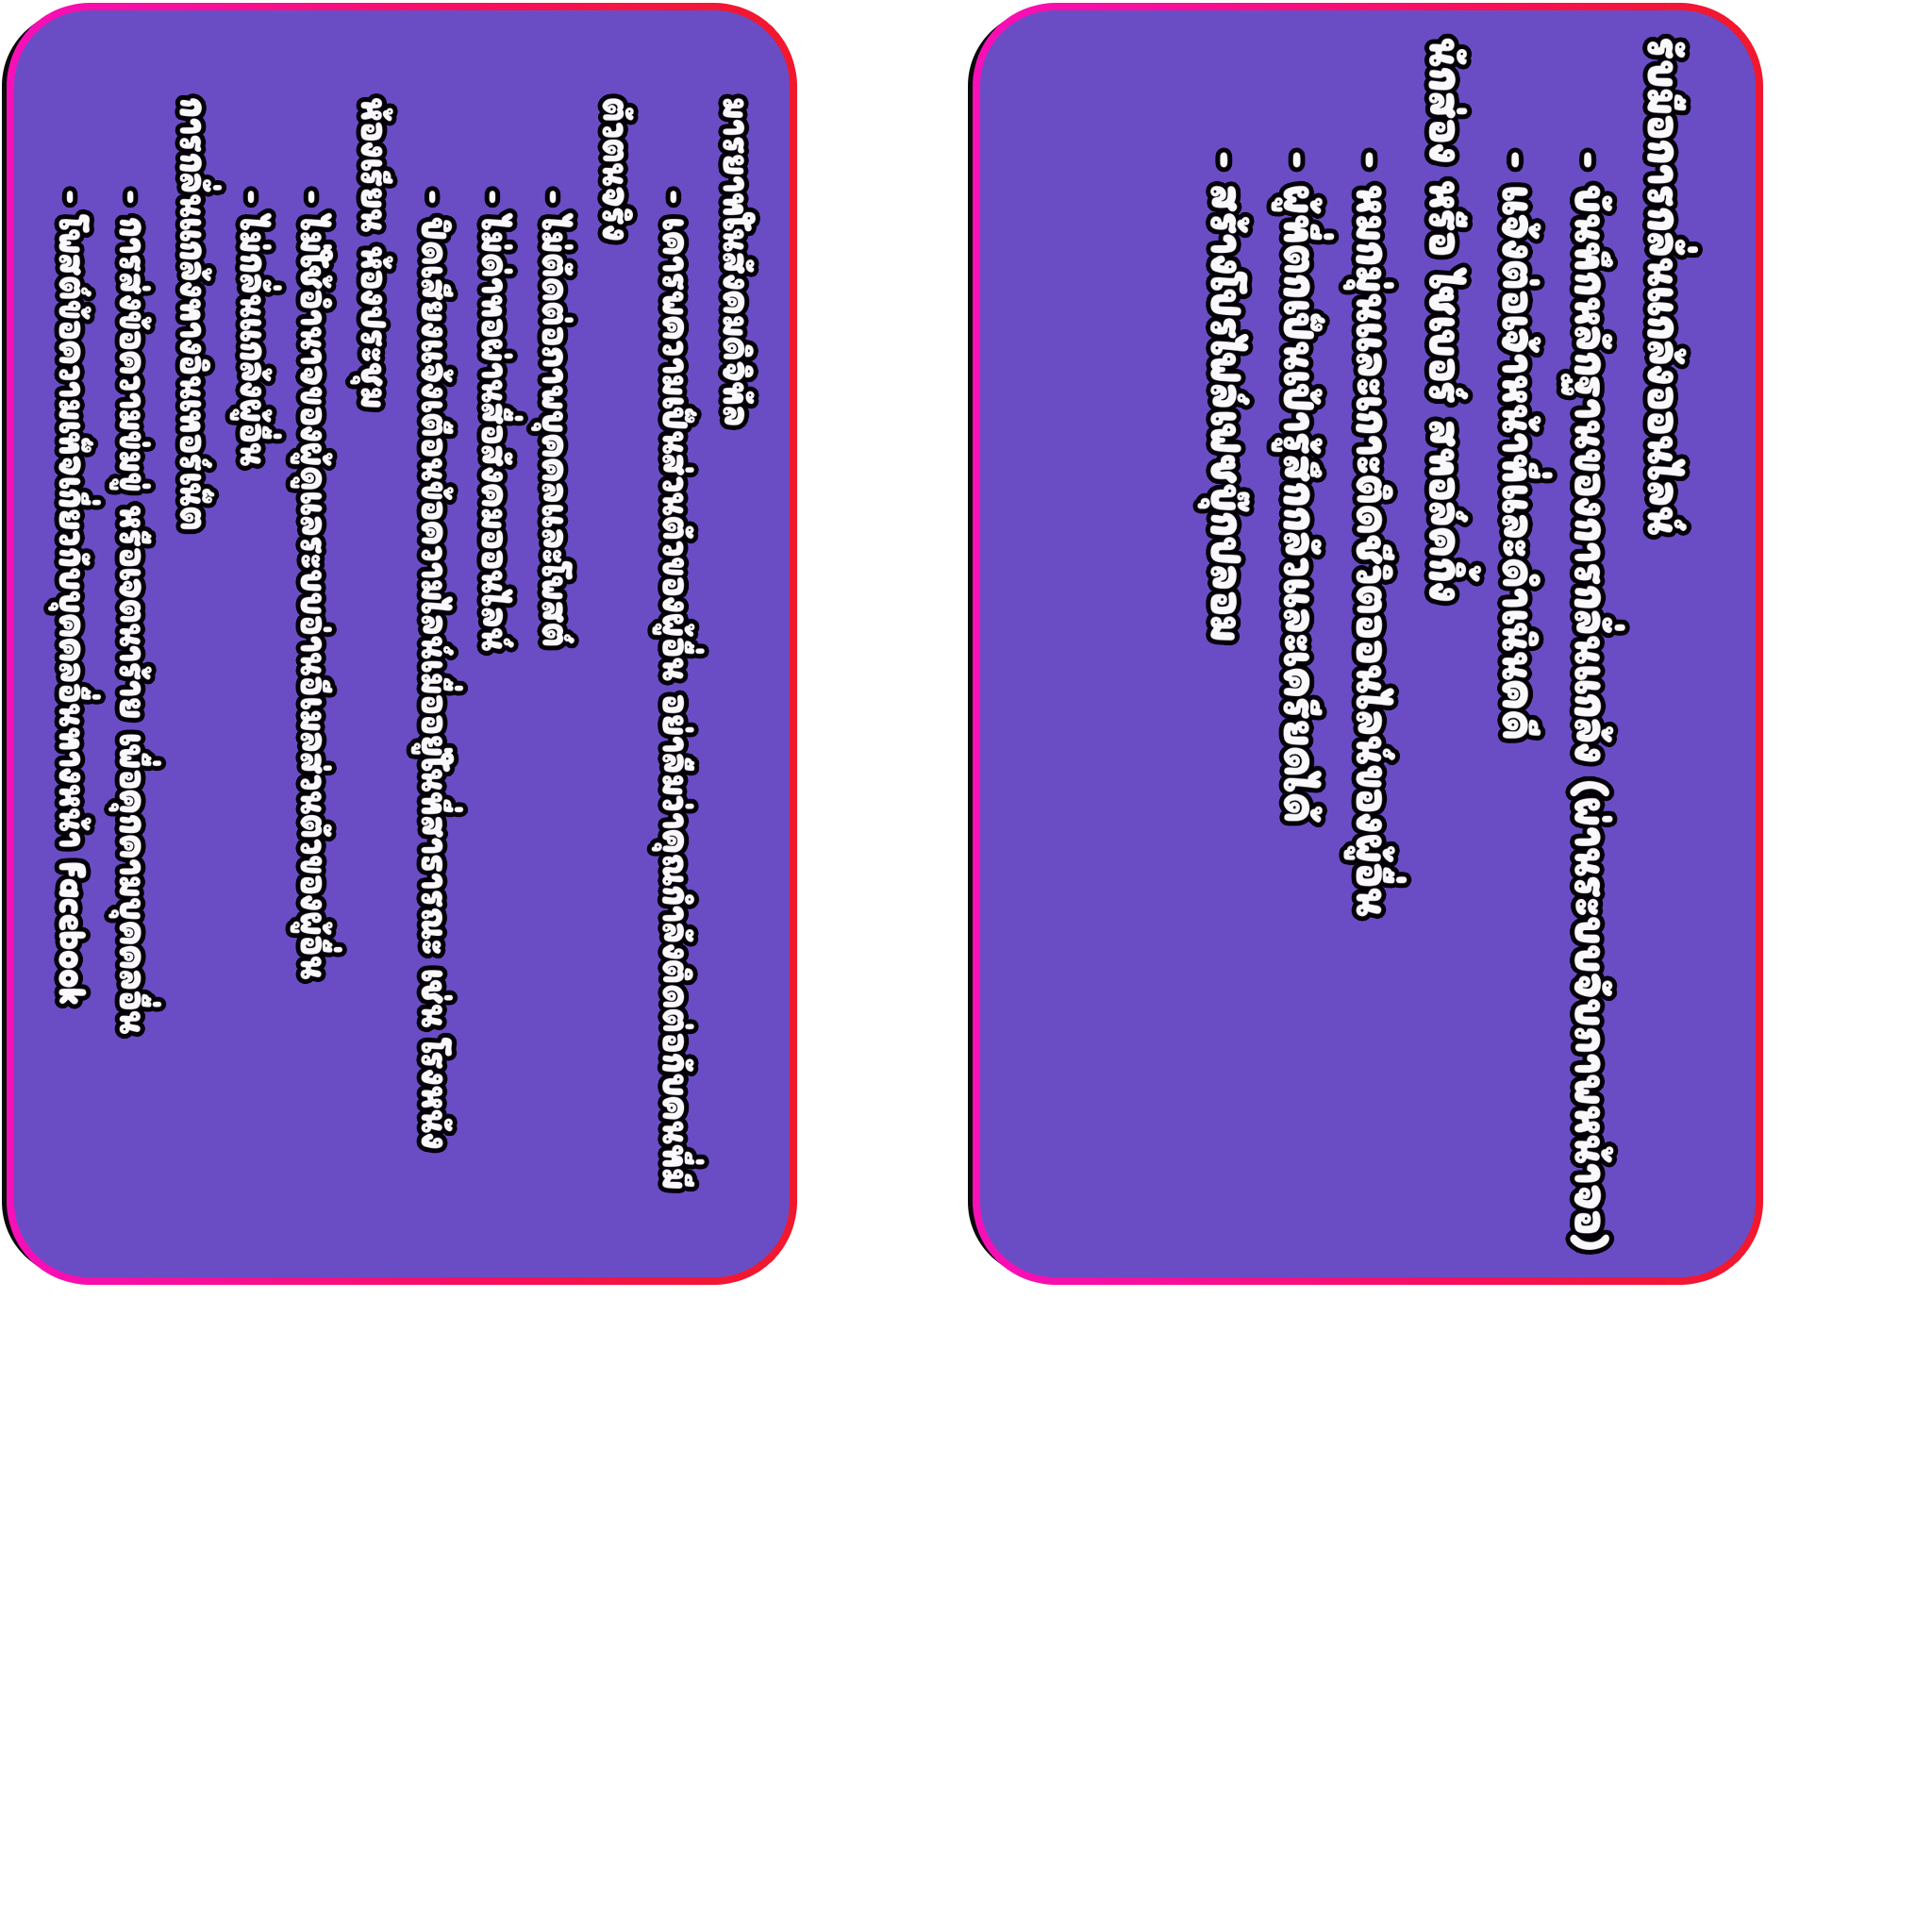 รับมือการกลั่นแกล้งออนไลน์
- บันทึกหลักฐานของการกลั่นแกล้ง (ผ่านระบบบันทึกภาพหน้าจอ)
- แจ้งต่อเจ้าหน้าที่และดำเนินคดี
นักส่อง หรือ ไซเบอร์ สตอล์กกิ้ง
- หมกมุ่นและเกาะติดชีวิตออนไลน์ของผู้อื่น
- ผู้ที่ตกเป็นเป้ารู้สึกกลัวและเครียดได้
- สร้างโปรไฟล์
มารยาทในสังคมดิจิทัล
- เคารพความเป็นส่วนตัวของผู้อื่น อย่าลืมว่าคุณกำลังติดต่อกับคนที่มี
ตัวตนจริง
- ไม่ตัดต่อภาพบุคคลและโพสต์
- ไม่ด่าทอผ่านสื่อสังคมออนไลน์
- ปิดเสียงแจ้งเตือนข้อความไลน์เมื่ออยู่ในที่สาธารณะ เช่น โรงหนัง
ห้องเรียน ห้องประชุม
- ไม่ใช้อำนาจของผู้ดูแลระบบอ่านอีเมลส่วนตัวของผู้อื่น
- ไม่กลั่นแกล้งผู้อื่น
การกลั่นแกล้งทางอินเทอร์เน็ต
- การส่งข้อความข่มขู่ หรือเจตนาร้าย เพื่อคุกคามบุคคลอื่น
- โพสต์ข้อความเท็จเกี่ยวกับบุคคลอื่นทางหน้า Facebook